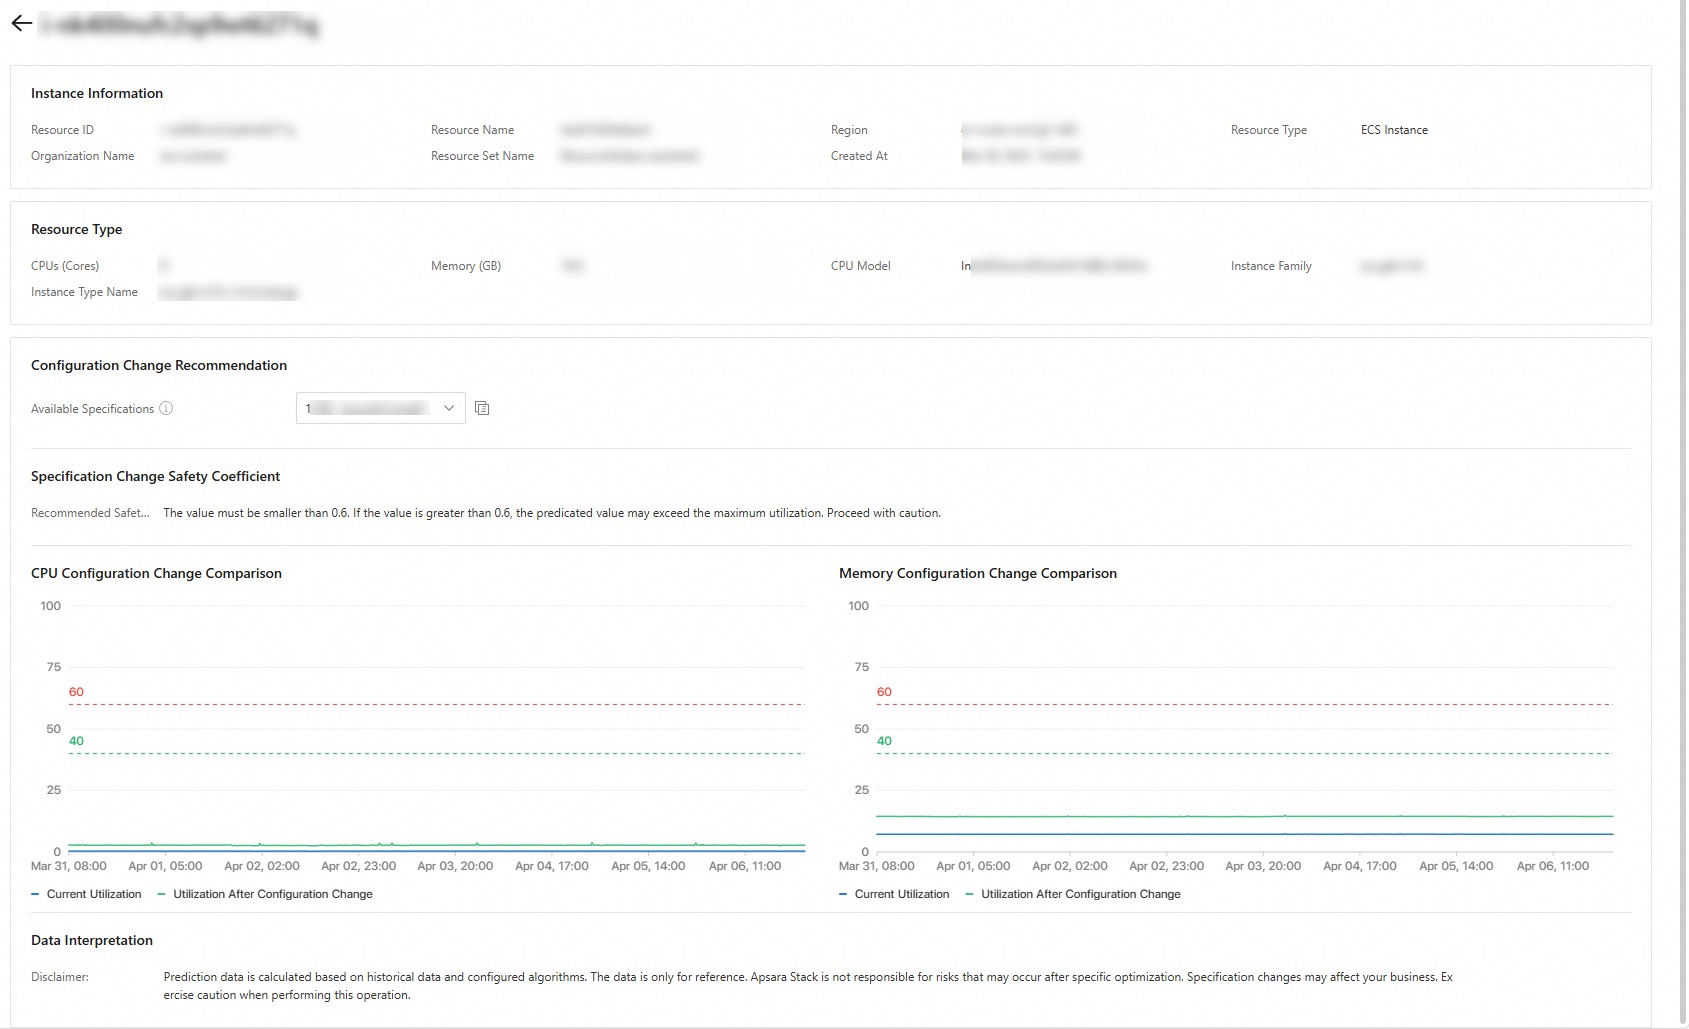 Instance Information
Resource ID
Resource Name
Region
Resource Type ECS Instance
Organization Name
Resource Set Name
Created At
Resource Type
CPUs (Cores)
Memory (GB)
CPU Model
Instance Family
Instance Type Name
Configuration Change Recommendation
Available Specifications
Specification Change Safety Coefficient
Recommended Safet... The value must be smaller than 0.6. If the value is greater than 0.6, the predicated value may exceed the maximum utilization. Proceed with caution.
CPU Configuration Change Comparison
100
75
60
50
40
25
0
Mar 31, 08:00 Apr 01, 05:00 Apr 02, 02:00 Apr 02, 23:00 Apr 03, 20:00 Apr 04, 17:00 Apr 05, 14:00 Apr 06, 11:00
Current Utilization Utilization After Configuration Change
Memory Configuration Change Comparison
100
75
60
50
40
25
0
Mar 31, 08:00 Apr 01, 05:00 Apr 02, 02:00 Apr 02, 23:00 Apr 03, 20:00 Apr 04, 17:00 Apr 05, 14:00 Apr 06, 11:00
Current Utilization Utilization After Configuration Change
Data Interpretation
Disclaimer: Prediction data is calculated based on historical data and configured algorithms. The data is only for reference. Apsara Stack is not responsible for risks that may occur after specific optimization. Specification changes may affect your business. Ex
ercise caution when performing this operation.